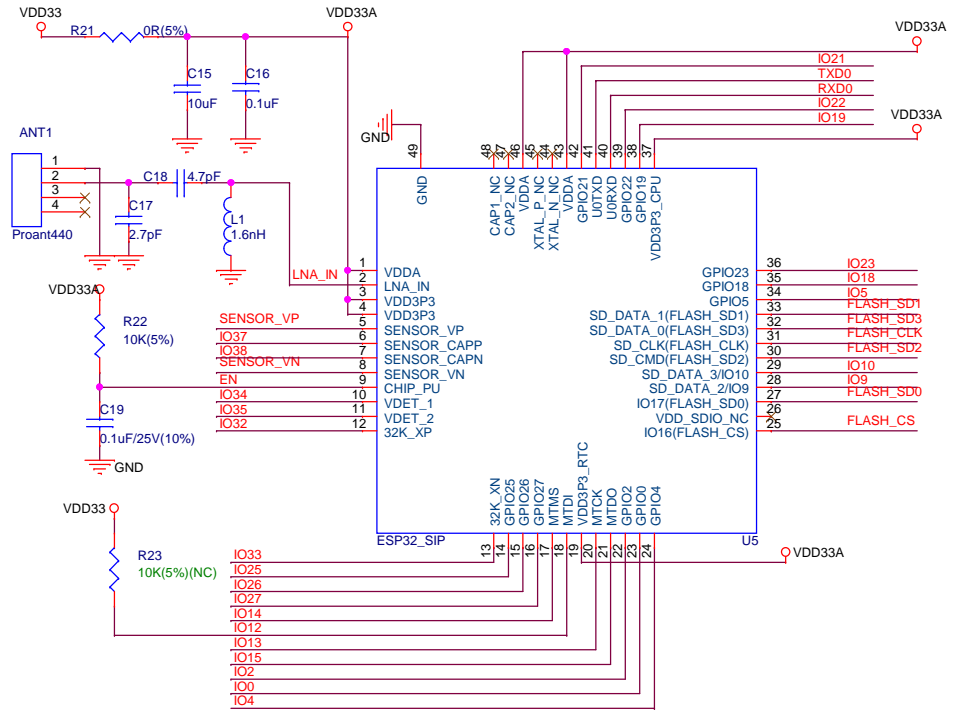 VDD33
VDD33A
VDD33A
R21
0R(5%)
IO21
TXD0
RXD0
IO22
IO19
C15
10uF
C16
0.1uF
VDD33A
GND
ANT1
1
2
3
4
Proant440
C18
4.7pF
C17
2.7pF
L1
1.6nH
LNA_IN
49
48
47
46
45
44
43
42
41
40
39
38
37
GND
CAP1_NC
CAP2_NC
VDDA
XTAL_P_NC
XTAL_N_NC
VDDA
GPIO21
U0TXD
U0RXD
GPIO22
GPIO19
VDD3P3_CPU
VDD33A
R22
10K(5%)
C19
0.1uF/25V(10%)
GND
1 VDDA
2 LNA_IN
3 VDD3P3
4 VDD3P3
SENSOR_VP 5 SENSOR_VP
IO37 6 SENSOR_CAPP
IO38 7 SENSOR_CAPN
SENSOR_VN 8 SENSOR_VN
EN 9 CHIP_PU
IO34 10 VDET_1
IO35 11 VDET_2
IO32 12 32K_XP
GPIO23 36 IO23
GPIO18 35 IO18
GPIO5 34 IO5
SD_DATA_1(FLASH_SD1) 33 FLASH_SD1
SD_DATA_0(FLASH_SD3) 32 FLASH_SD3
SD_CLK(FLASH_CLK) 31 FLASH_CLK
SD_CMD(FLASH_SD2) 30 FLASH_SD2
SD_DATA_3/IO10 29 IO10
SD_DATA_2/IO9 28 IO9
IO17(FLASH_SD0) 27 FLASH_SD0
VDD_SDIO_NC 26
IO16(FLASH_CS) 25 FLASH_CS
32K_XN
GPIO25
GPIO26
GPIO27
MTMS
MTDI
VDD3P3_RTC
MTCK
MTDO
GPIO2
GPIO0
GPIO4
ESP32_SIP
U5
13
14
15
16
17
18
19
20
21
22
23
24
VDD33A
VDD33
R23
10K(5%)(NC)
IO33
IO25
IO26
IO27
IO14
IO12
IO13
IO15
IO2
IO0
IO4